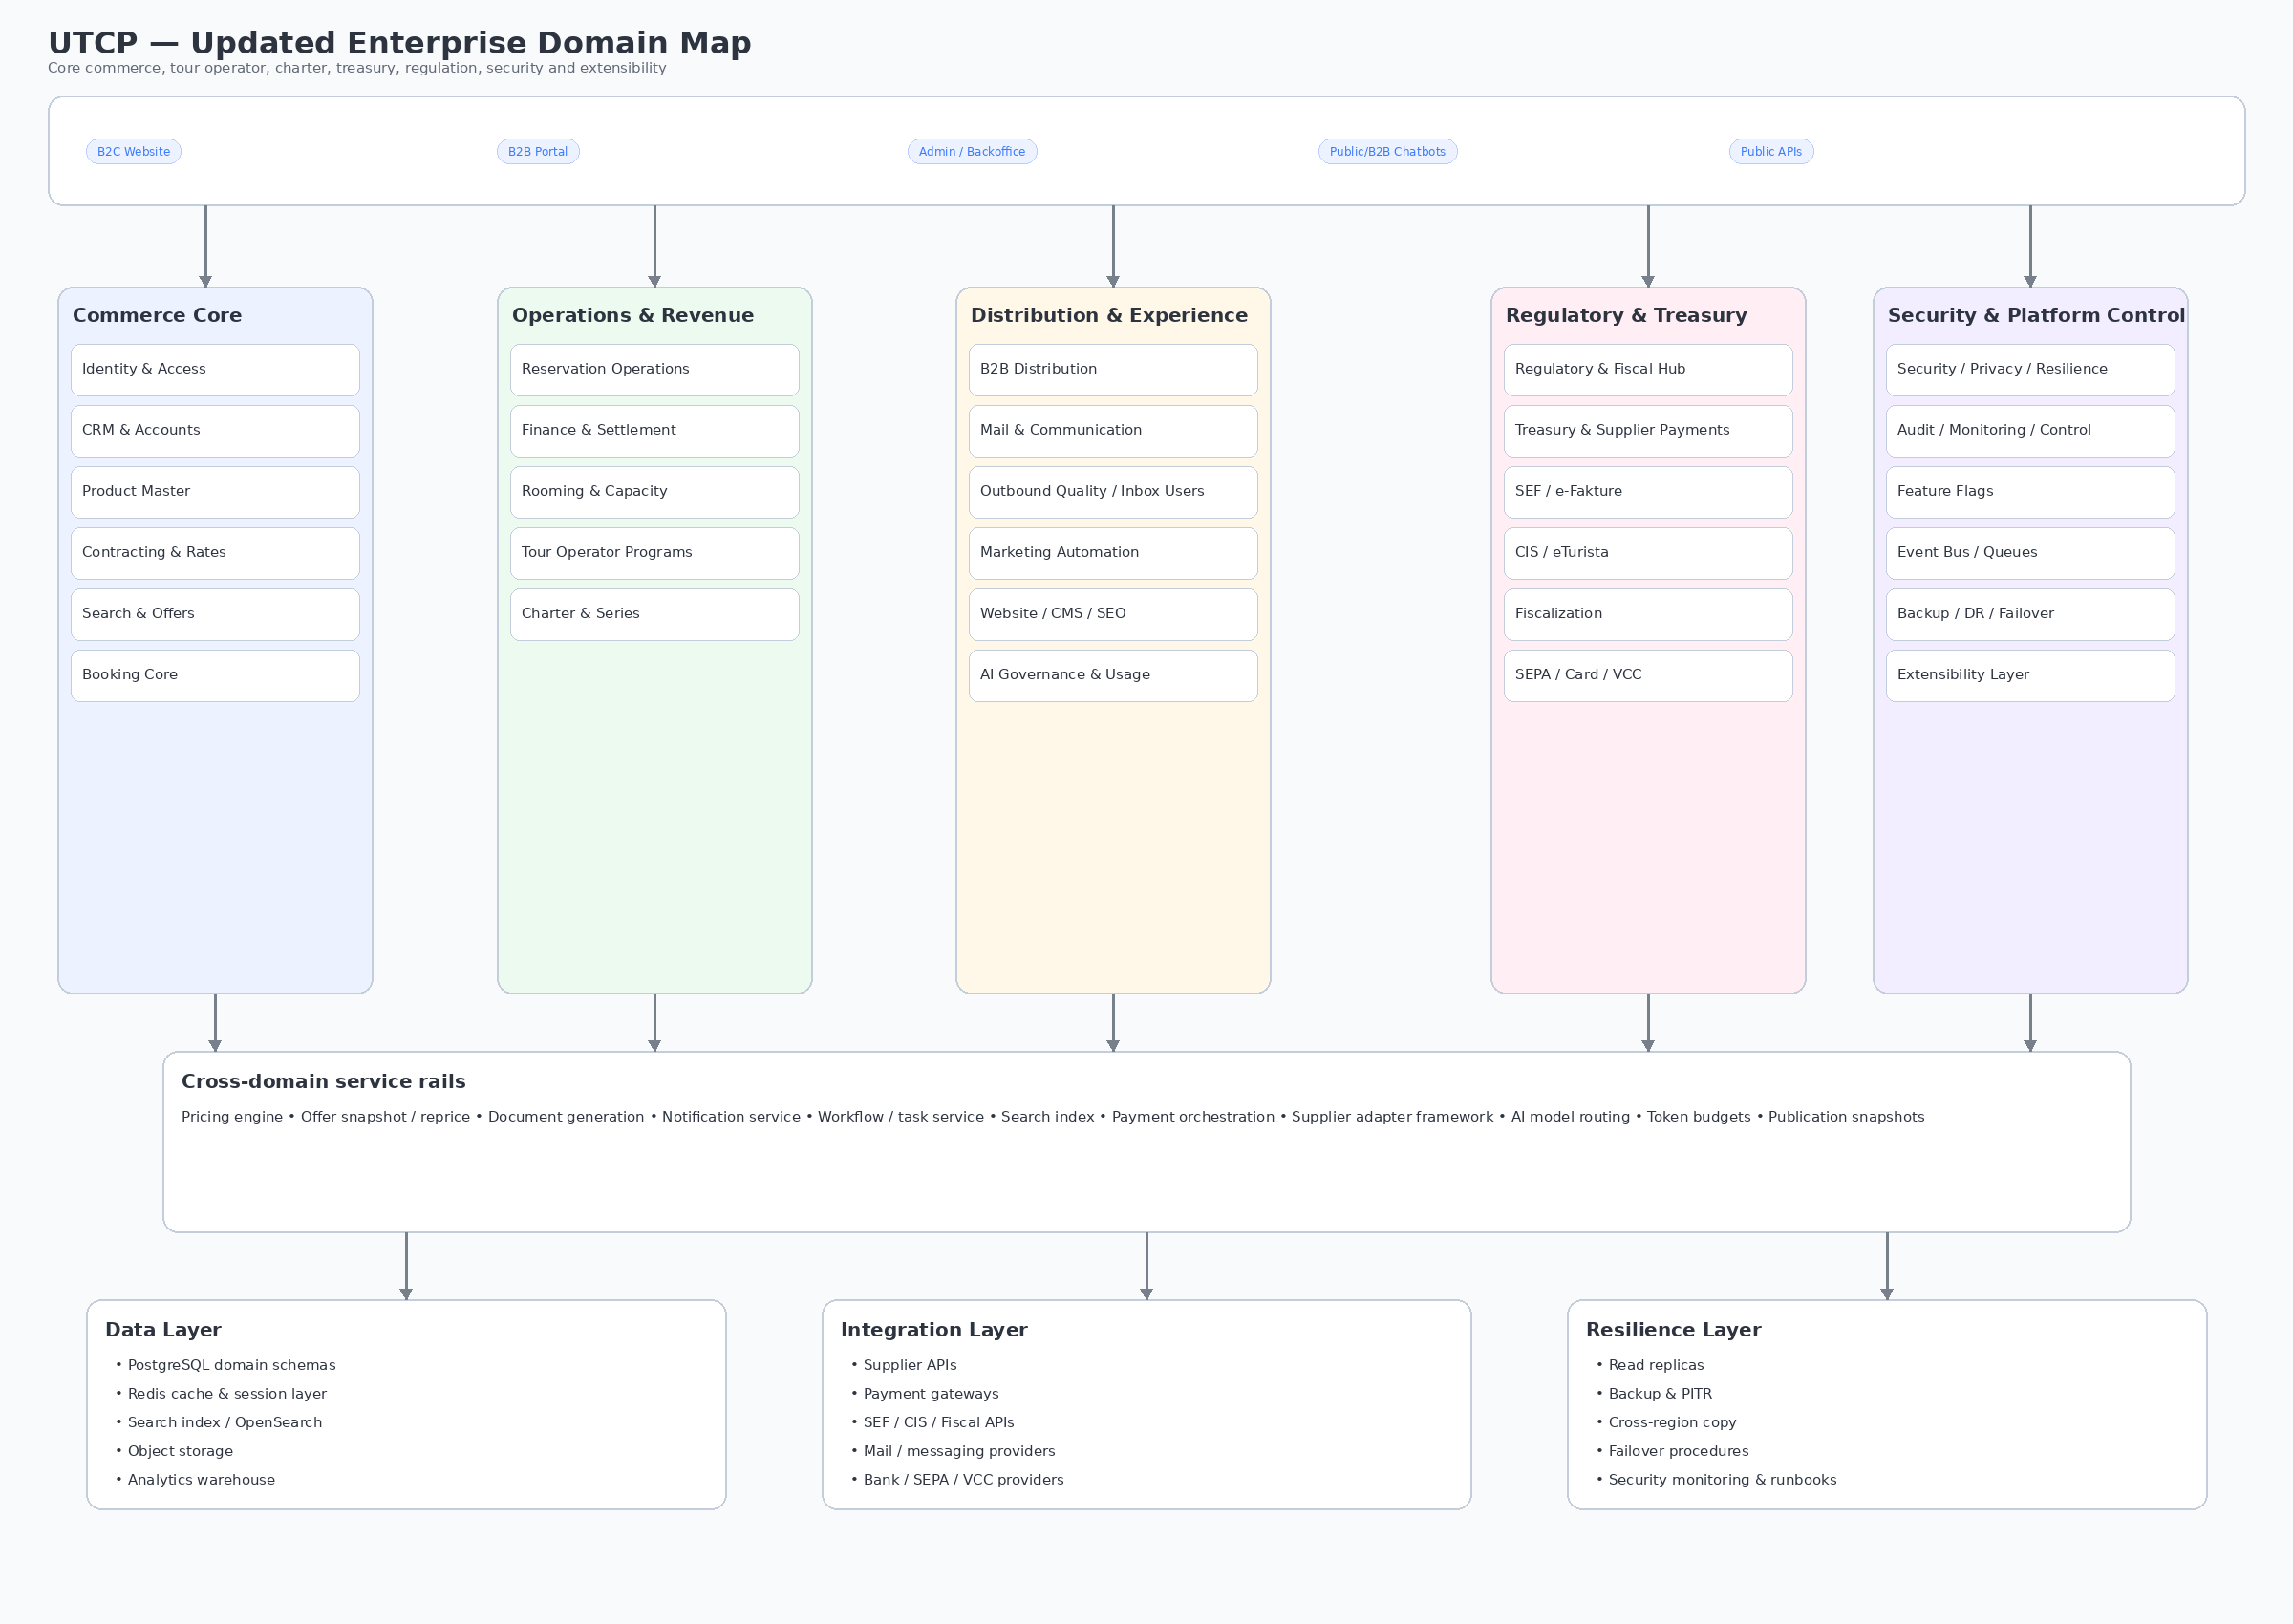 UTCP — Updated Enterprise Domain Map
Core commerce, tour operator, charter, treasury, regulation, security and extensibility
B2C Website
B2B Portal
Admin / Backoffice
Public/B2B Chatbots
Public APIs
Commerce Core
Identity & Access
CRM & Accounts
Product Master
Contracting & Rates
Search & Offers
Booking Core
Operations & Revenue
Reservation Operations
Finance & Settlement
Rooming & Capacity
Tour Operator Programs
Charter & Series
Distribution & Experience
B2B Distribution
Mail & Communication
Outbound Quality / Inbox Users
Marketing Automation
Website / CMS / SEO
AI Governance & Usage
Regulatory & Treasury
Regulatory & Fiscal Hub
Treasury & Supplier Payments
SEF / e-Fakture
CIS / eTurista
Fiscalization
SEPA / Card / VCC
Security & Platform Control
Security / Privacy / Resilience
Audit / Monitoring / Control
Feature Flags
Event Bus / Queues
Backup / DR / Failover
Extensibility Layer
Cross-domain service rails
Pricing engine • Offer snapshot / reprice • Document generation • Notification service • Workflow / task service • Search index • Payment orchestration • Supplier adapter framework • AI model routing • Token budgets • Publication snapshots
Data Layer
• PostgreSQL domain schemas
• Redis cache & session layer
• Search index / OpenSearch
• Object storage
• Analytics warehouse
Integration Layer
• Supplier APIs
• Payment gateways
• SEF / CIS / Fiscal APIs
• Mail / messaging providers
• Bank / SEPA / VCC providers
Resilience Layer
• Read replicas
• Backup & PITR
• Cross-region copy
• Failover procedures
• Security monitoring & runbooks